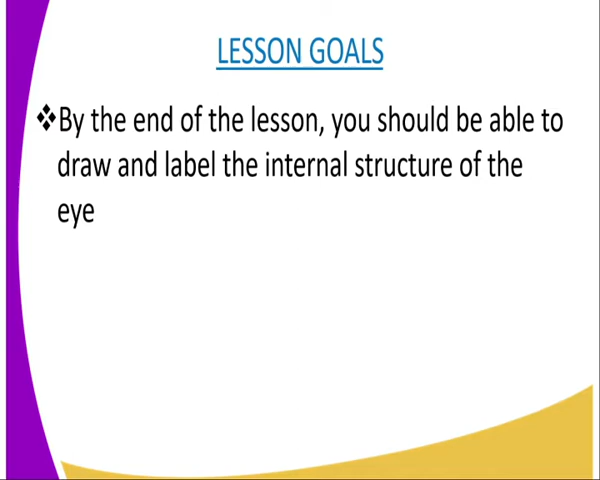 LESSON GOALS
❖By the end of the lesson, you should be able to
draw and label the internal structure of the
eye